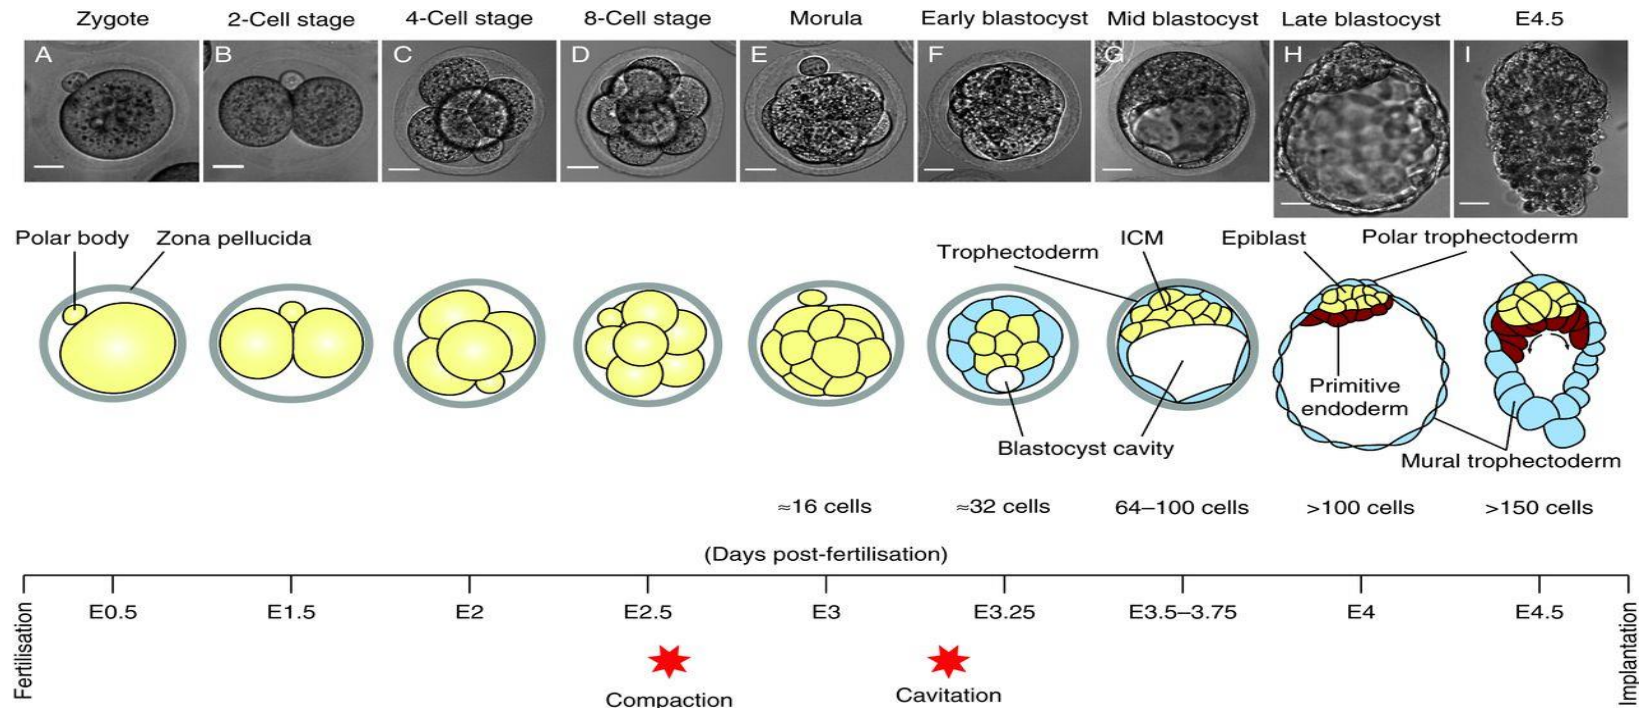 Zygote
2-Cell stage
4-Cell stage
8-Cell stage
Morula
Early blastocyst
Mid blastocyst
Late blastocyst
E4.5
A
B
C
D
E
F
G
H
I
Polar body
Zona pellucida
Trophectoderm
ICM
Epiblast
Polar trophectoderm
Primitive
endoderm
Blastocyst cavity
Mural trophectoderm
≈16 cells
≈32 cells
64–100 cells
>100 cells
>150 cells
(Days post-fertilisation)
Fertilisation
E0.5
E1.5
E2
E2.5
E3
E3.25
E3.5–3.75
E4
E4.5
Implantation
Compaction
Cavitation